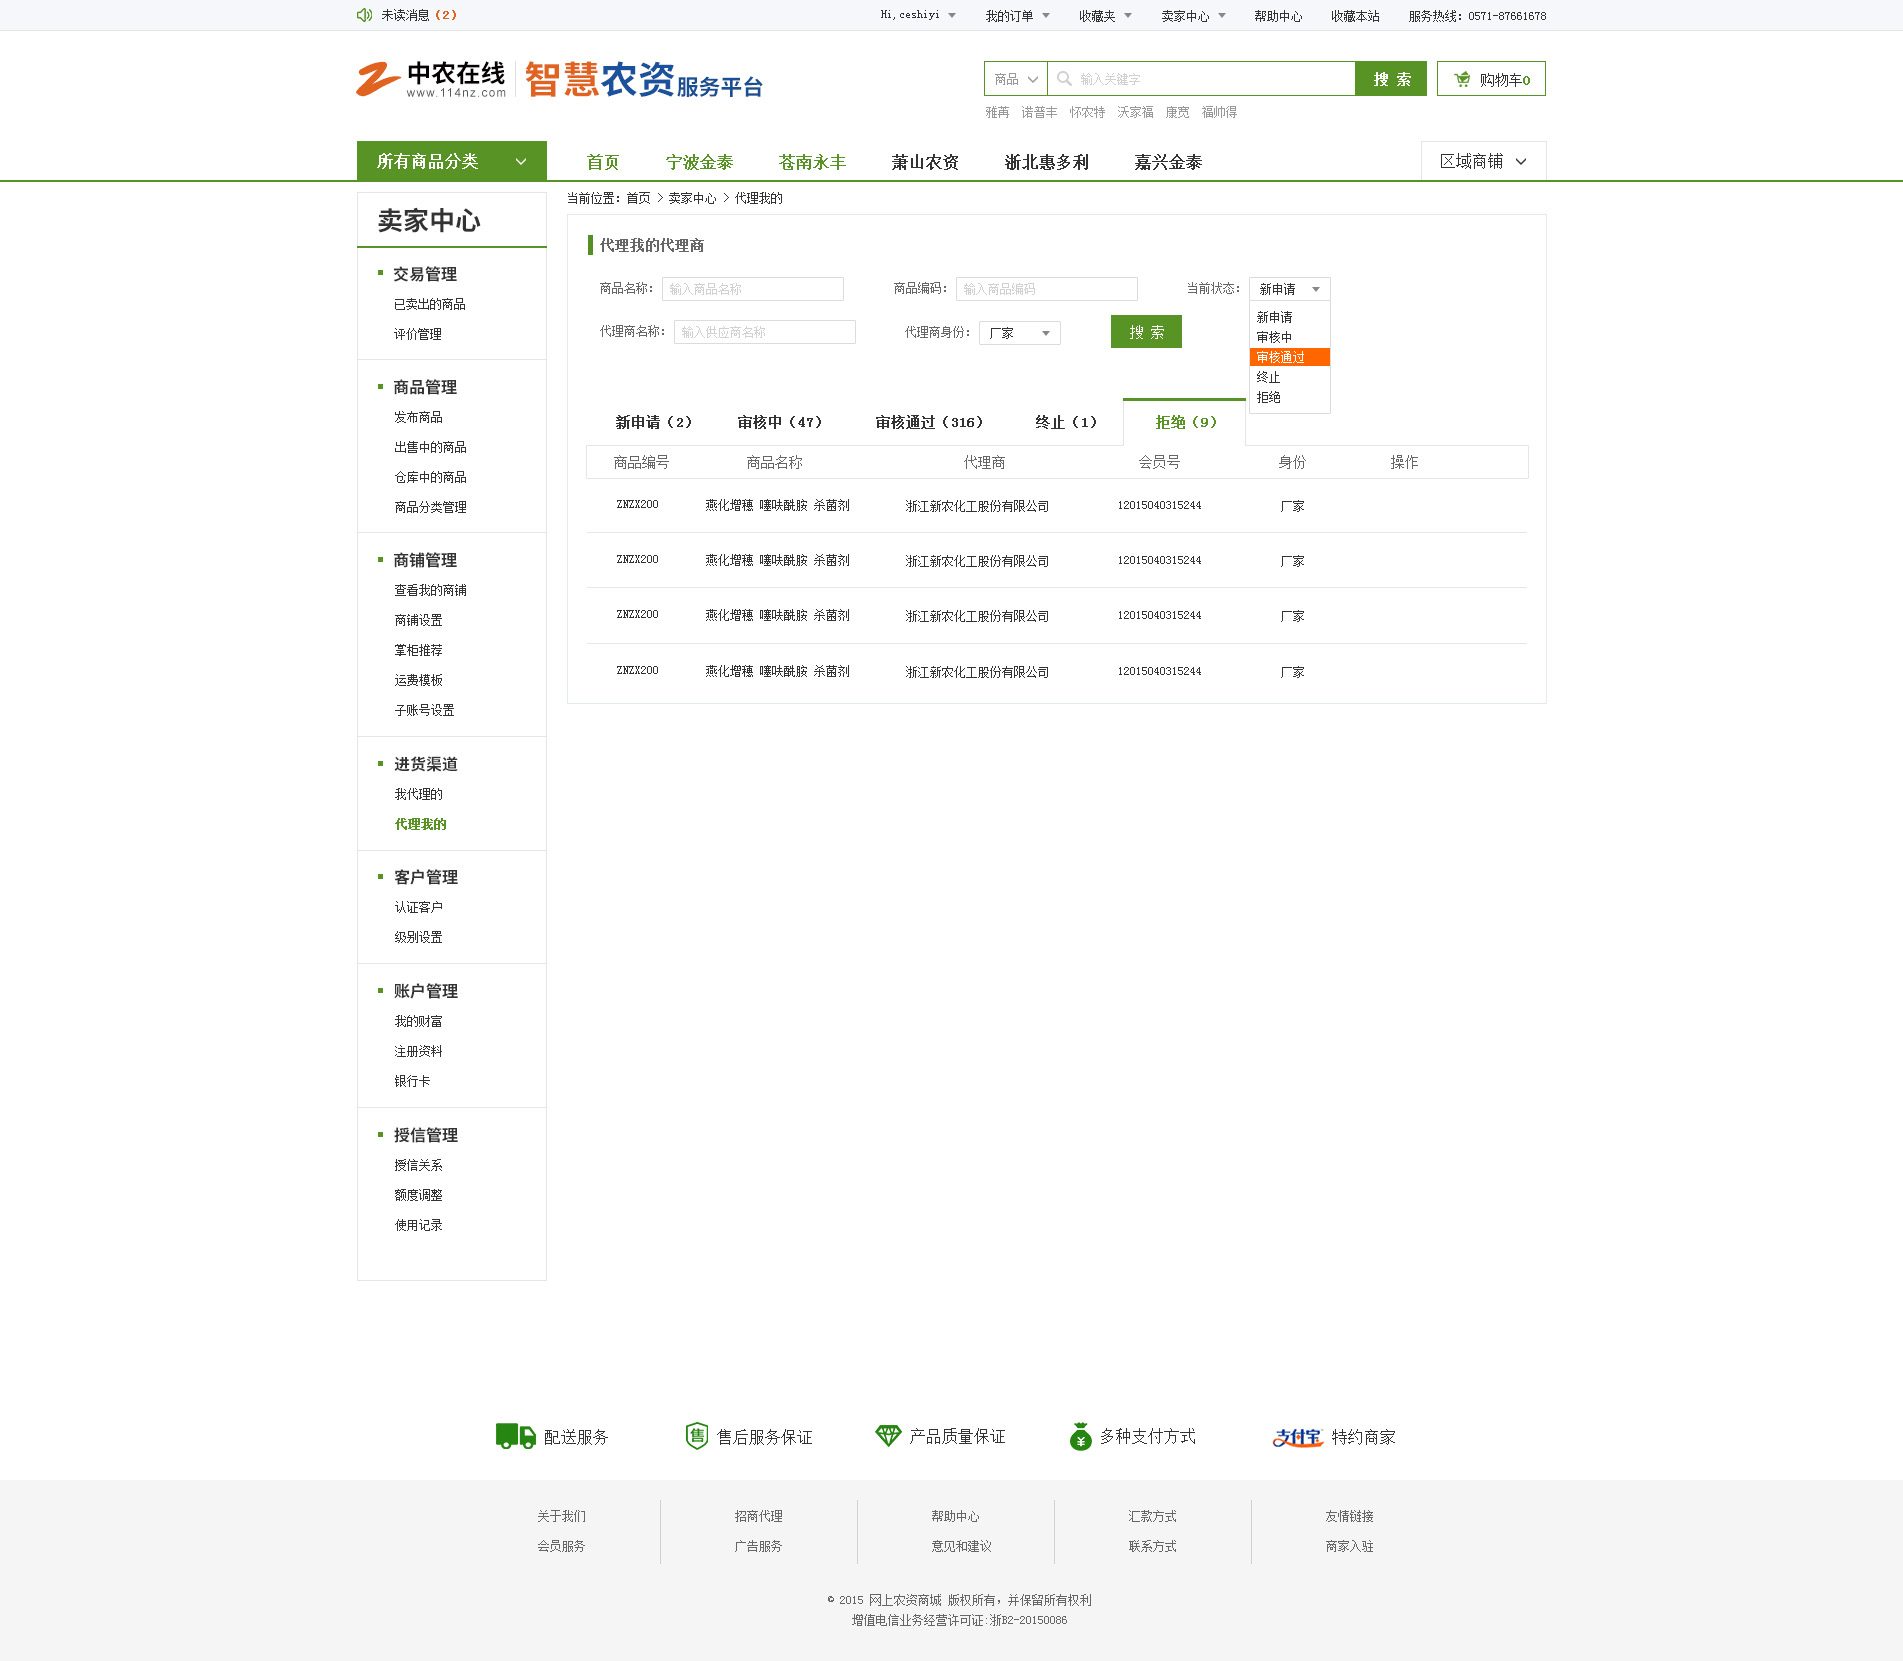 未读消息（2）
Hi,ceshiyi 我的订单 收藏夹 卖家中心 帮助中心 收藏本站 服务热线：0571-87661678
中农在线
www.114nz.com
智慧农资服务平台
商品 输入关键字 搜 索 购物车0
雅苒 诺普丰 怀农特 沃家福 康宽 福帅得
所有商品分类 首页 宁波金泰 苍南永丰 萧山农资 浙北惠多利 嘉兴金泰 区域商铺
当前位置：首页 > 卖家中心 > 代理我的
卖家中心
交易管理
已卖出的商品
评价管理
商品管理
发布商品
出售中的商品
仓库中的商品
商品分类管理
商铺管理
查看我的商铺
商铺设置
掌柜推荐
运费模板
子账号设置
进货渠道
我代理的
代理我的
客户管理
认证客户
级别设置
账户管理
我的财富
注册资料
银行卡
授信管理
授信关系
额度调整
使用记录
代理我的代理商
商品名称： 输入商品名称 商品编码： 输入商品编码 当前状态： 新申请
代理商名称： 输入供应商名称 代理商身份： 厂家 搜 索
新申请
审核中
审核通过
终止
拒绝
新申请（2） 审核中（47） 审核通过（316） 终止（1） 拒绝（9）
商品编号 商品名称 代理商 会员号 身份 操作
ZNZX200 燕化增穗 噻呋酰胺 杀菌剂 浙江新农化工股份有限公司 12015040315244 厂家
ZNZX200 燕化增穗 噻呋酰胺 杀菌剂 浙江新农化工股份有限公司 12015040315244 厂家
ZNZX200 燕化增穗 噻呋酰胺 杀菌剂 浙江新农化工股份有限公司 12015040315244 厂家
ZNZX200 燕化增穗 噻呋酰胺 杀菌剂 浙江新农化工股份有限公司 12015040315244 厂家
配送服务 售 售后服务保证 产品质量保证 ¥ 多种支付方式 支付宝 特约商家
关于我们 招商代理 帮助中心 汇款方式 友情链接
会员服务 广告服务 意见和建议 联系方式 商家入驻
© 2015 网上农资商城 版权所有，并保留所有权利
增值电信业务经营许可证:浙B2-20150086